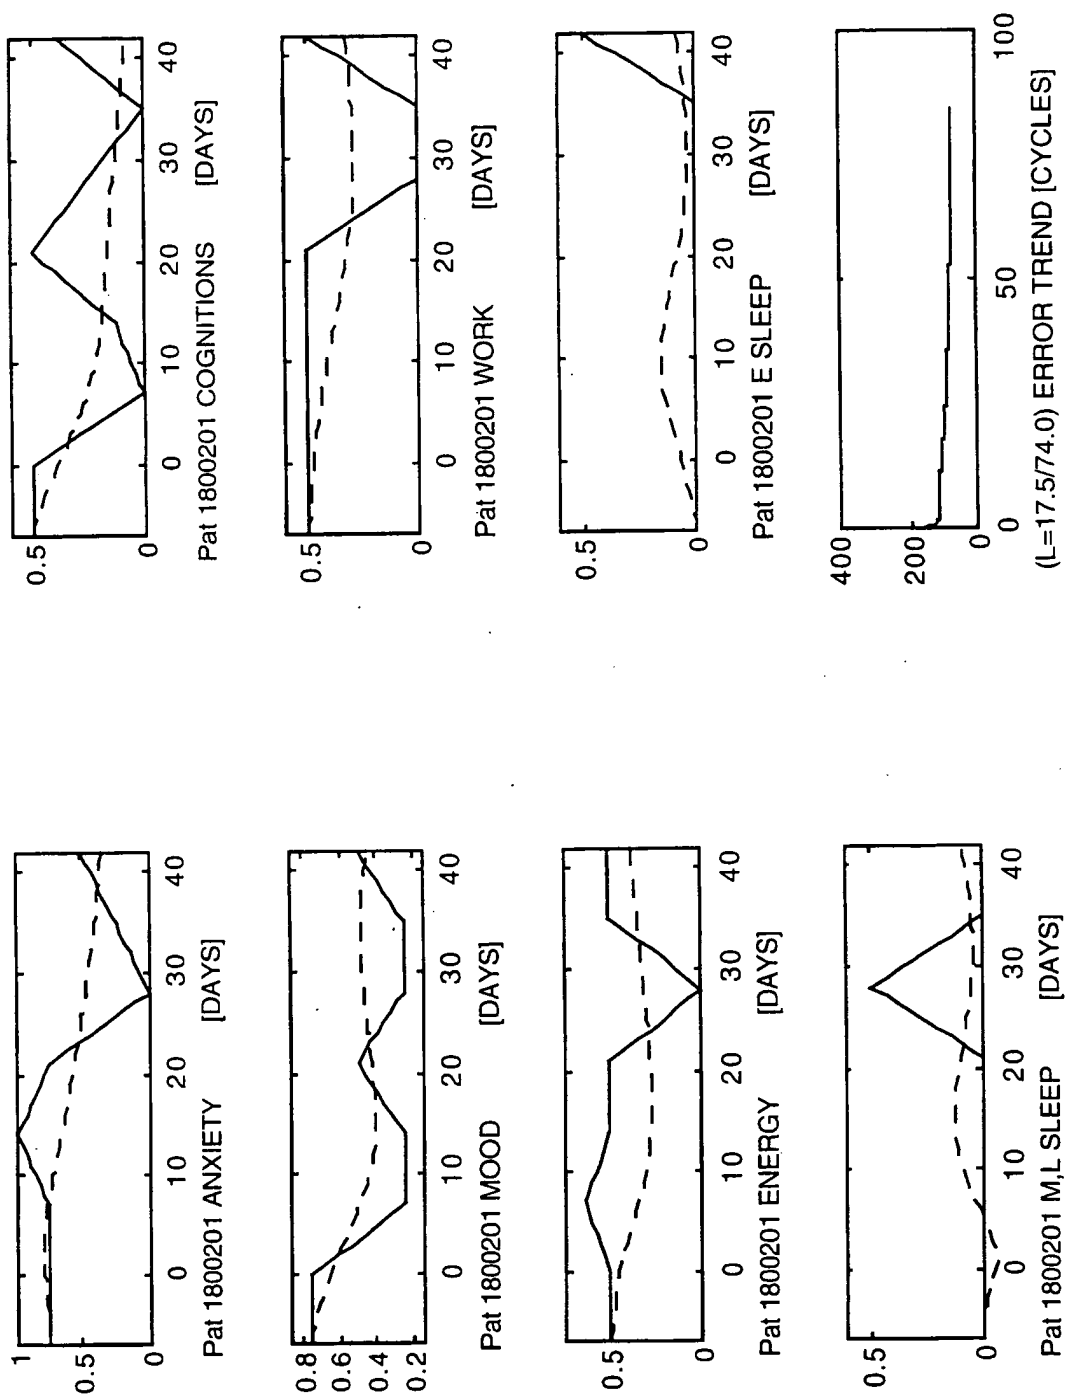 1
0.5
0
0 10 20 30 40
Pat 1800201 ANXIETY [DAYS]
0.5
0
0 10 20 30 40
Pat 1800201 COGNITIONS [DAYS]
0.8
0.6
0.4
0.2
0 10 20 30 40
Pat 1800201 MOOD [DAYS]
0.5
0
0 10 20 30 40
Pat 1800201 WORK [DAYS]
0.5
0
0 10 20 30 40
Pat 1800201 ENERGY [DAYS]
0.5
0
0 10 20 30 40
Pat 1800201 E SLEEP [DAYS]
0.5
0
0 10 20 30 40
Pat 1800201 M,L SLEEP [DAYS]
400
200
0
0 50 100
(L=17.5/74.0) ERROR TREND [CYCLES]